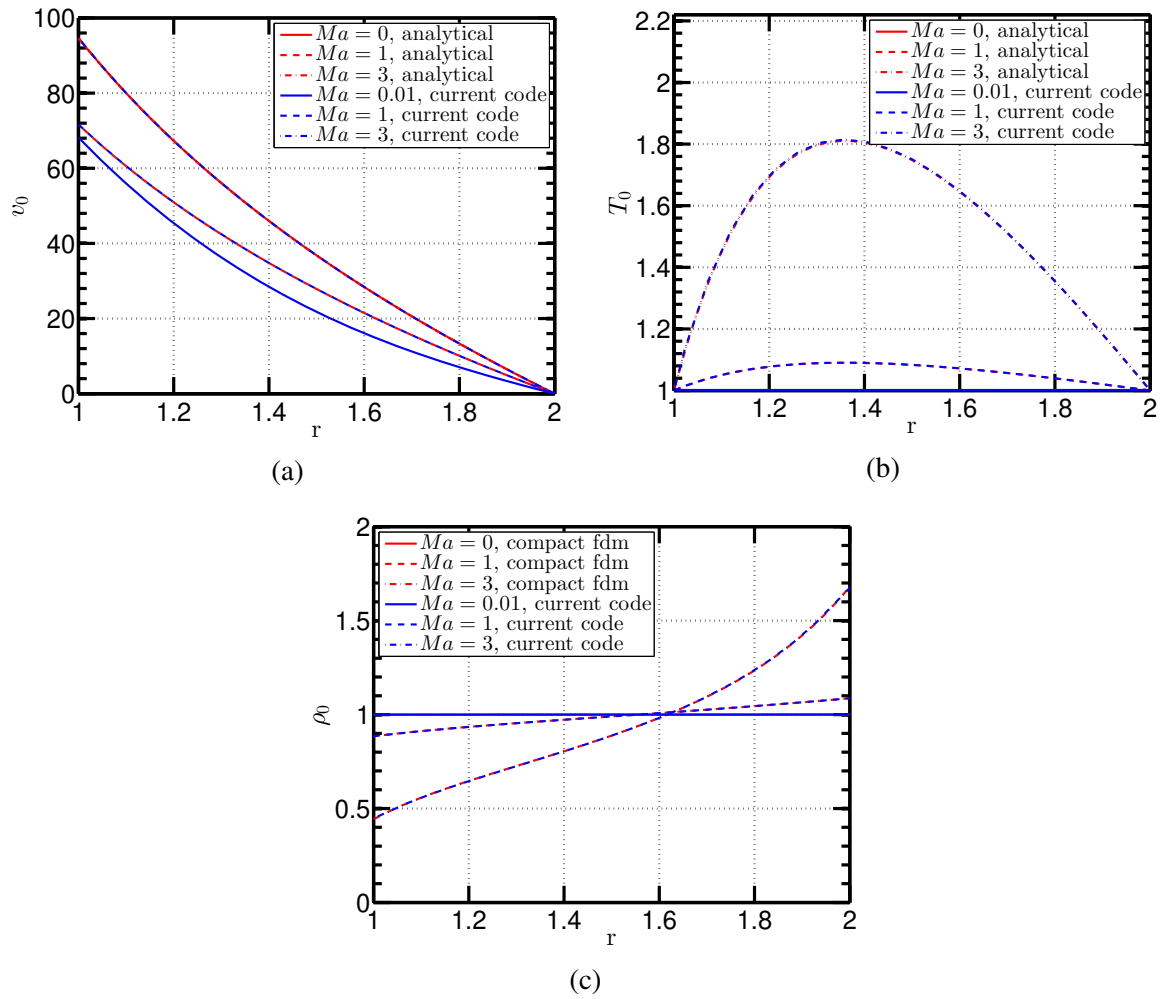 100
80
60
40
20
0
v₀
Ma = 0, analytical
Ma = 1, analytical
Ma = 3, analytical
Ma = 0.01, current code
Ma = 1, current code
Ma = 3, current code
1 1.2 1.4 1.6 1.8 2
r
(a)
2.2
2
1.8
1.6
1.4
1.2
1
T₀
Ma = 0, analytical
Ma = 1, analytical
Ma = 3, analytical
Ma = 0.01, current code
Ma = 1, current code
Ma = 3, current code
1 1.2 1.4 1.6 1.8 2
r
(b)
2
1.5
1
0.5
0
ρ₀
Ma = 0, compact fdm
Ma = 1, compact fdm
Ma = 3, compact fdm
Ma = 0.01, current code
Ma = 1, current code
Ma = 3, current code
1 1.2 1.4 1.6 1.8 2
r
(c)